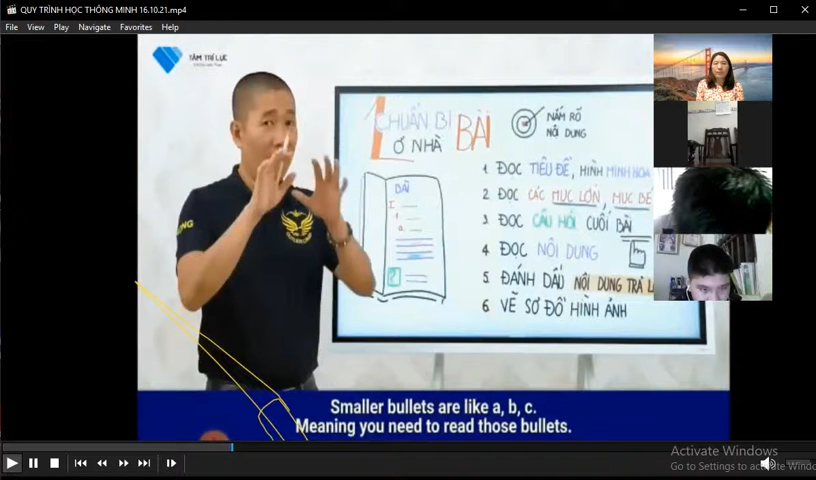 QUY TRÌNH HỌC THÔNG MINH 16.10.21.mp4
File View Play Navigate Favorites Help
TÂM TRÍ LỰC
1 CHUẨN BỊ BÀI
Ở NHÀ
NẮM RÕ
NỘI DUNG
BÀI
I
1
a
?
1 ĐỌC TIÊU ĐỀ, HÌNH MINH HOẠ
2 ĐỌC CÁC MỤC LỚN, MỤC BÉ
3 ĐỌC CÂU HỎI CUỐI BÀI
4 ĐỌC NỘI DUNG
5 ĐÁNH DẤU NỘI DUNG TRẢ L
6 VẼ SƠ ĐỒ HÌNH ẢNH
Smaller bullets are like a, b, c.
Meaning you need to read those bullets.
Activate Windows
Go to Settings to activate Windo